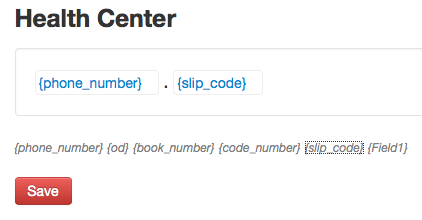 Health Center
{phone_number} . {slip_code}
{phone_number} {od} {book_number} {code_number} {slip_code} {Field1}
Save